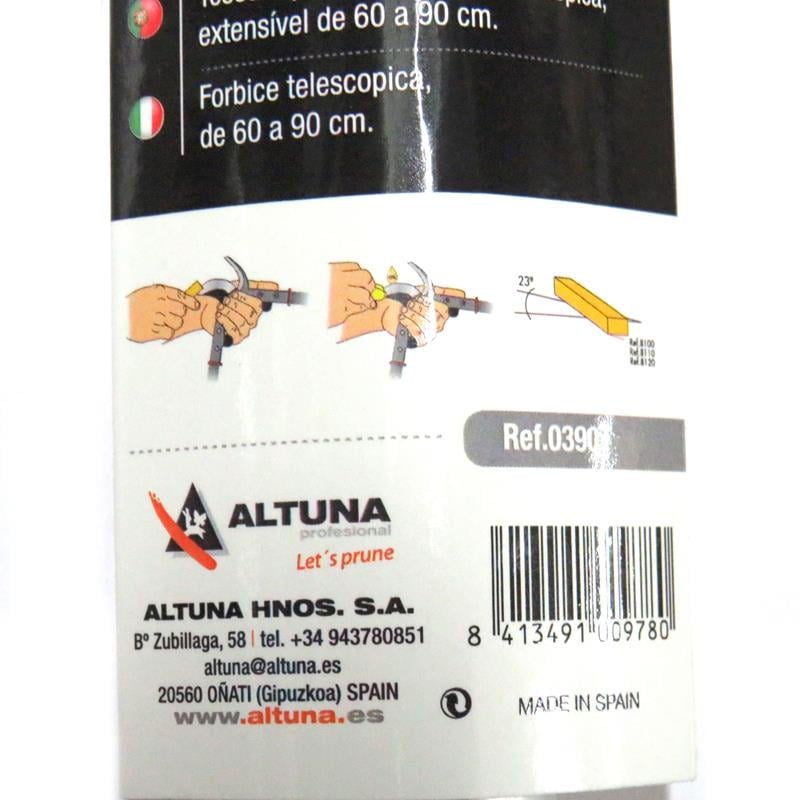 extensível de 60 a 90 cm.
Forbice telescopica,
de 60 a 90 cm.
23º
Ref.8100
Ref.8110
Ref.8120
ALTUNA
profesional
Let´s prune
ALTUNA HNOS. S.A.
Bº Zubillaga, 58 | tel. +34 943780851
altuna@altuna.es
20560 OÑATI (Gipuzkoa) SPAIN
www.altuna.es
8 413491 009780
MADE IN SPAIN